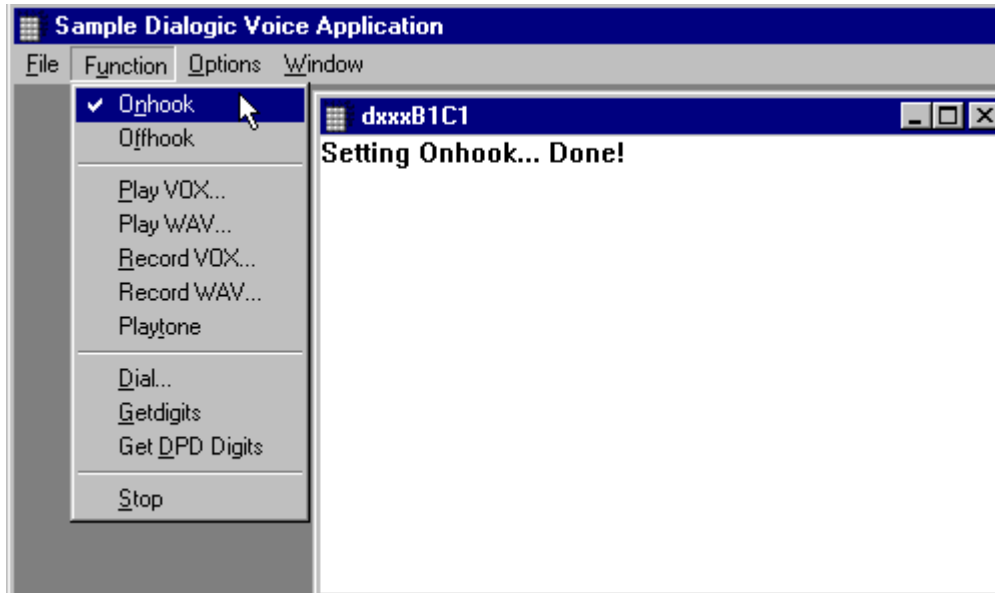 Sample Dialogic Voice Application
File Function Options Window
Onhook
Offhook
Play VOX...
Play WAV...
Record VOX...
Record WAV...
Playtone
Dial...
Getdigits
Get DPD Digits
Stop
dxxxB1C1
Setting Onhook... Done!